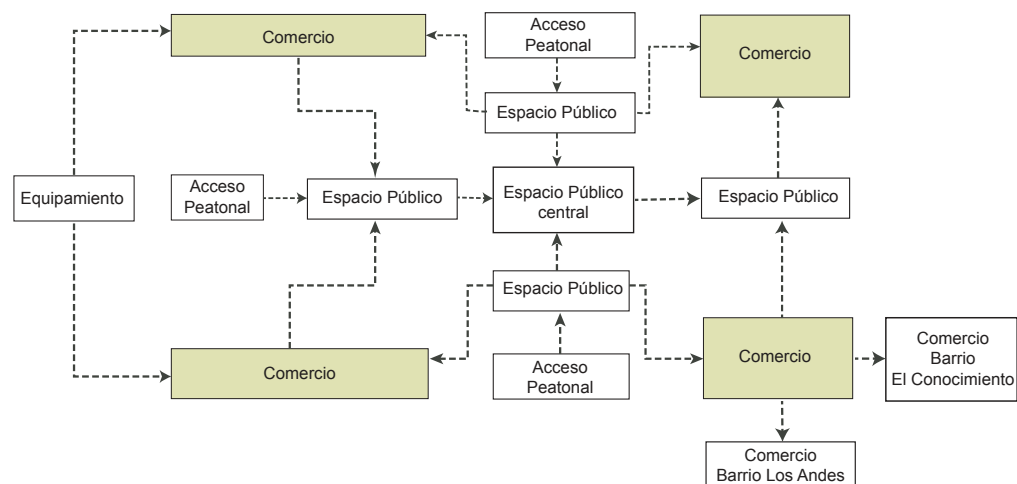 Comercio
Acceso
Peatonal
Comercio
Espacio Público
Equipamiento
Acceso
Peatonal
Espacio Público
Espacio Público
central
Espacio Público
Espacio Público
Comercio
Acceso
Peatonal
Comercio
Comercio
Barrio
El Conocimiento
Comercio
Barrio Los Andes